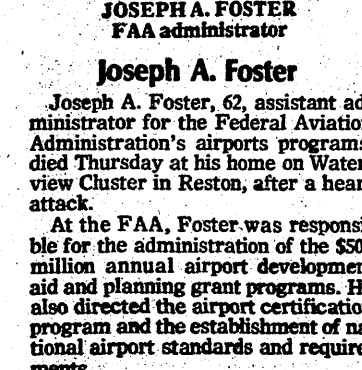 JOSEPH A. FOSTER
FAA administrator
Joseph A. Foster
Joseph A. Foster, 62, assistant ad
ministrator for the Federal Aviatio
Administration's airports programs
died Thursday at his home on Water
view Cluster in Reston, after a hear
attack.
At the FAA, Foster was responsi
ble for the administration of the $50
million annual airport developmen
aid and planning grant programs. H
also directed the airport certificatio
program and the establishment of na
tional airport standards and require
ments.